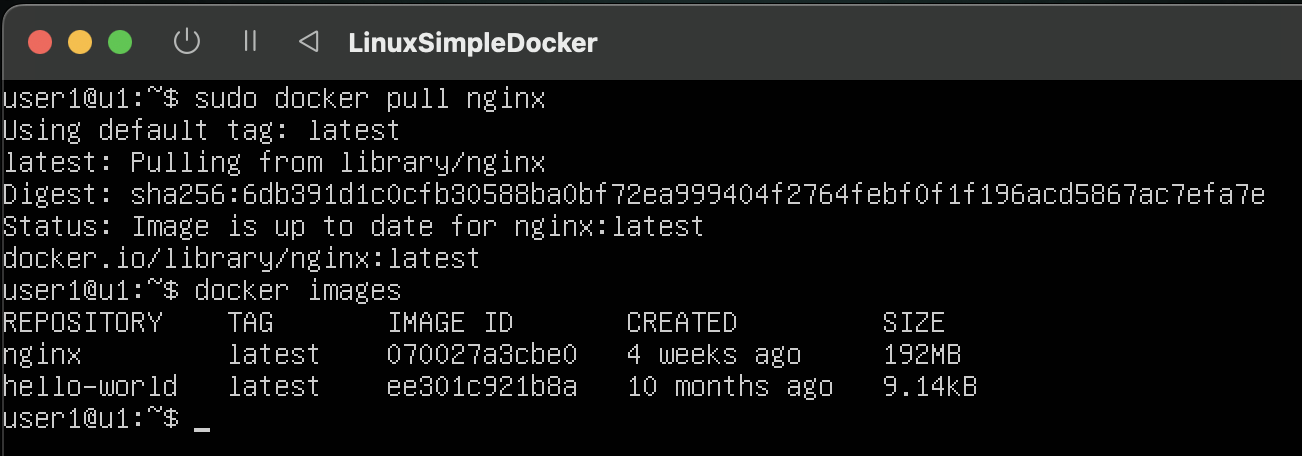 LinuxSimpleDocker
user1@u1:~$ sudo docker pull nginx
Using default tag: latest
latest: Pulling from library/nginx
Digest: sha256:6db391d1c0cfb30588ba0bf72ea999404f2764febf0f1f196acd5867ac7efa7e
Status: Image is up to date for nginx:latest
docker.io/library/nginx:latest
user1@u1:~$ docker images
REPOSITORY    TAG       IMAGE ID       CREATED         SIZE
nginx         latest    070027a3cbe0   4 weeks ago     192MB
hello-world   latest    ee301c921b8a   10 months ago   9.14kB
user1@u1:~$ _